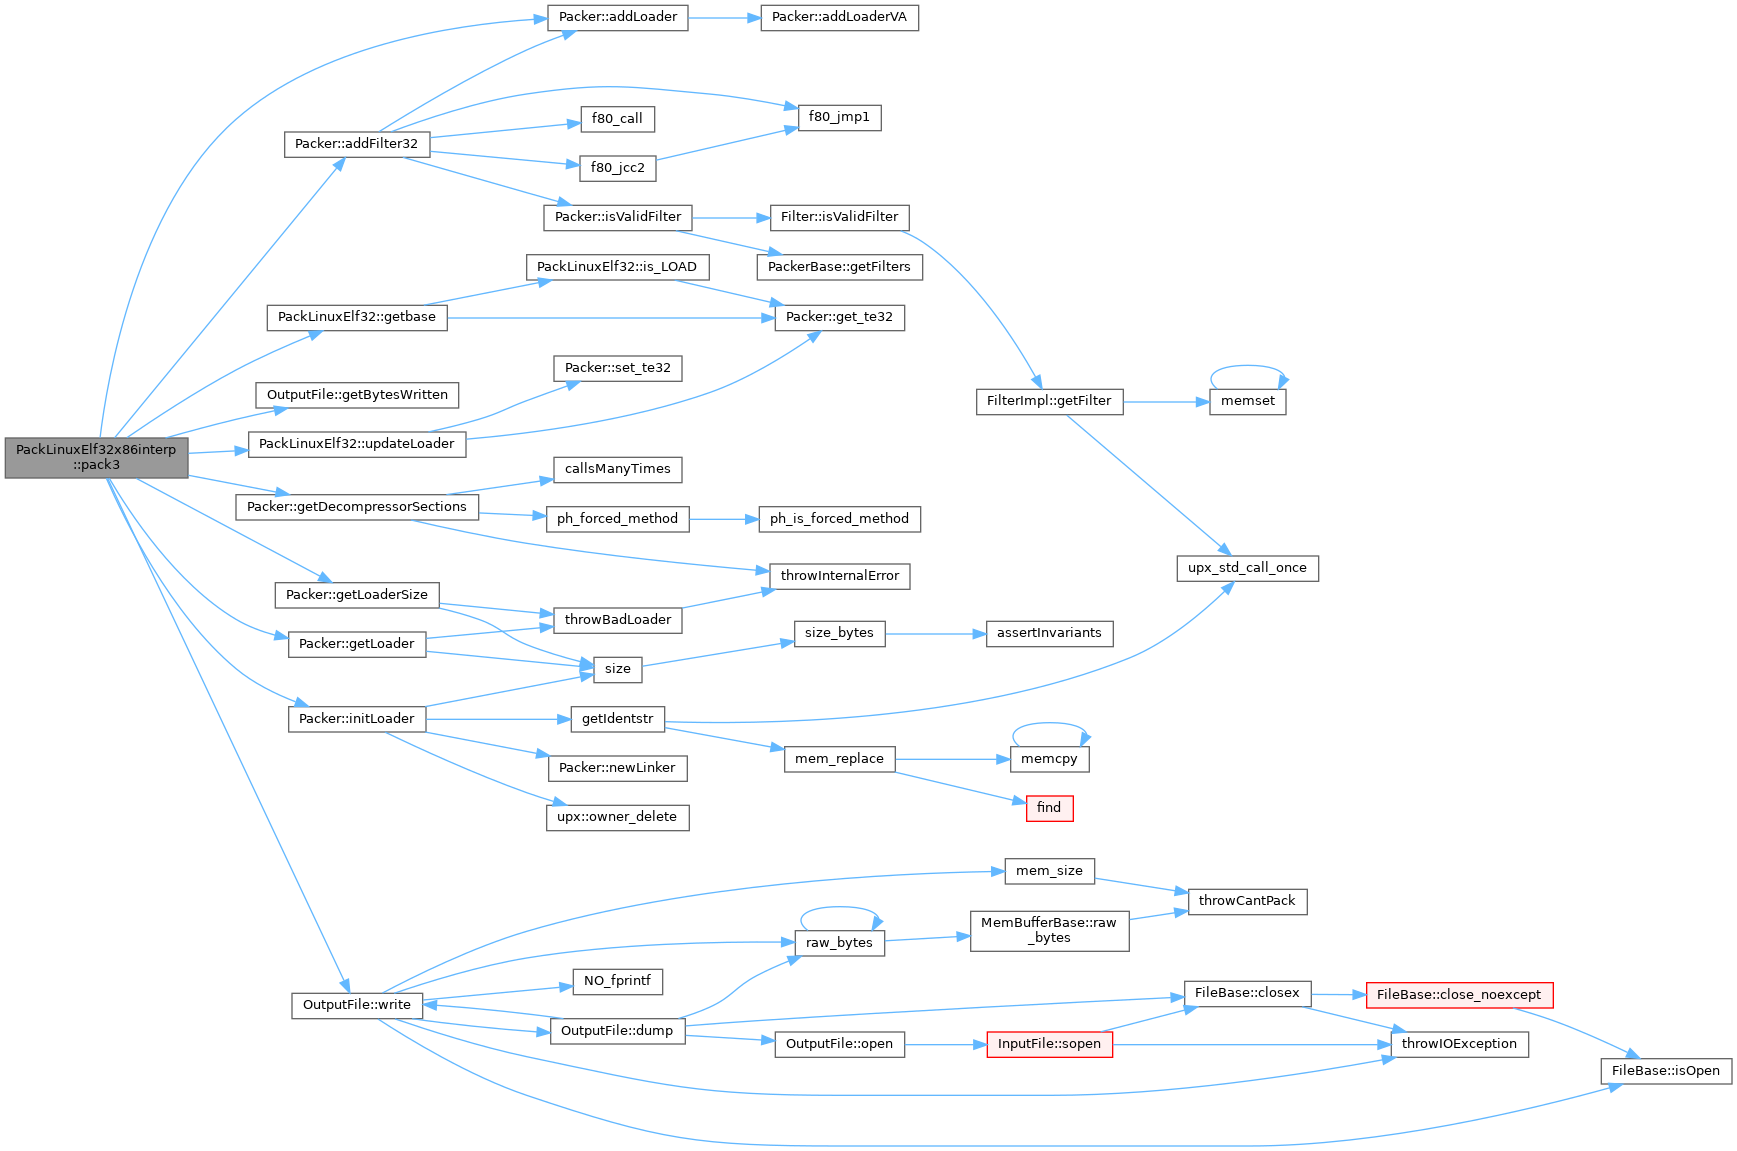 PackLinuxElf32x86interp
::pack3
Packer::addLoader
Packer::addLoaderVA
Packer::addFilter32
f80_call
f80_jmp1
f80_jcc2
Packer::isValidFilter
Filter::isValidFilter
PackerBase::getFilters
PackLinuxElf32::is_LOAD
PackLinuxElf32::getbase
Packer::get_te32
Packer::set_te32
OutputFile::getBytesWritten
PackLinuxElf32::updateLoader
FilterImpl::getFilter
memset
callsManyTimes
Packer::getDecompressorSections
ph_forced_method
ph_is_forced_method
throwInternalError
upx_std_call_once
Packer::getLoaderSize
throwBadLoader
Packer::getLoader
size
size_bytes
assertInvariants
Packer::initLoader
getIdentstr
mem_replace
memcpy
Packer::newLinker
find
upx::owner_delete
mem_size
throwCantPack
raw_bytes
MemBufferBase::raw
_bytes
NO_fprintf
OutputFile::write
OutputFile::dump
OutputFile::open
InputFile::sopen
FileBase::closex
FileBase::close_noexcept
throwIOException
FileBase::isOpen